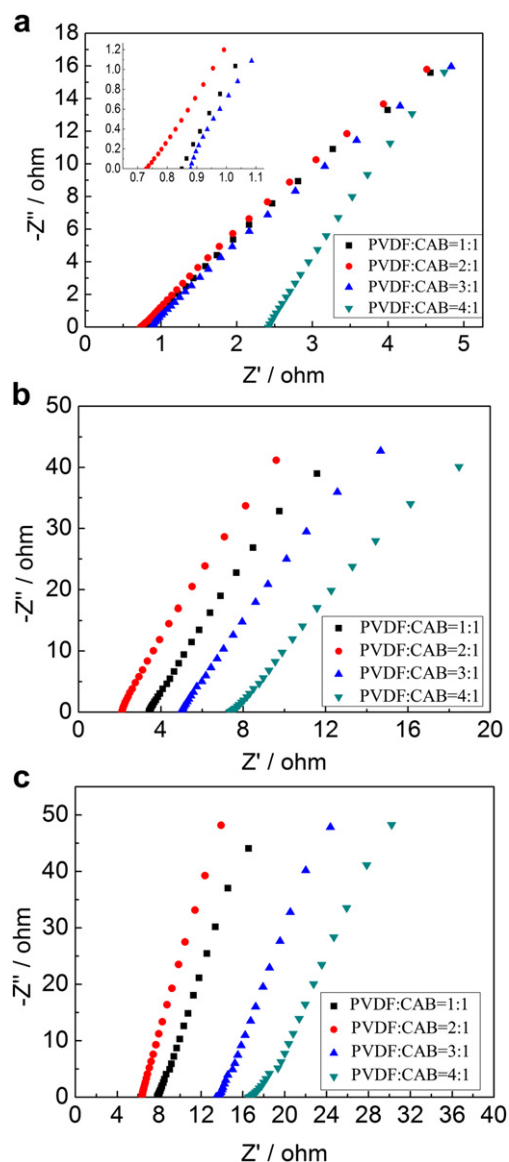 a
-Z'' / ohm
16
14
12
10
8
6
4
2
0
1.2
1.0
0.8
0.6
0.4
0.2
0.0
0.7 0.8 0.9 1.0 1.1
PVDF:CAB=1:1
PVDF:CAB=2:1
PVDF:CAB=3:1
PVDF:CAB=4:1
0 1 2 3 4 5
Z' / ohm
b
-Z'' / ohm
50
40
30
20
10
0
PVDF:CAB=1:1
PVDF:CAB=2:1
PVDF:CAB=3:1
PVDF:CAB=4:1
0 4 8 12 16 20
Z' / ohm
c
-Z'' / ohm
50
40
30
20
10
0
PVDF:CAB=1:1
PVDF:CAB=2:1
PVDF:CAB=3:1
PVDF:CAB=4:1
0 4 8 12 16 20 24 28 32 36 40
Z' / ohm